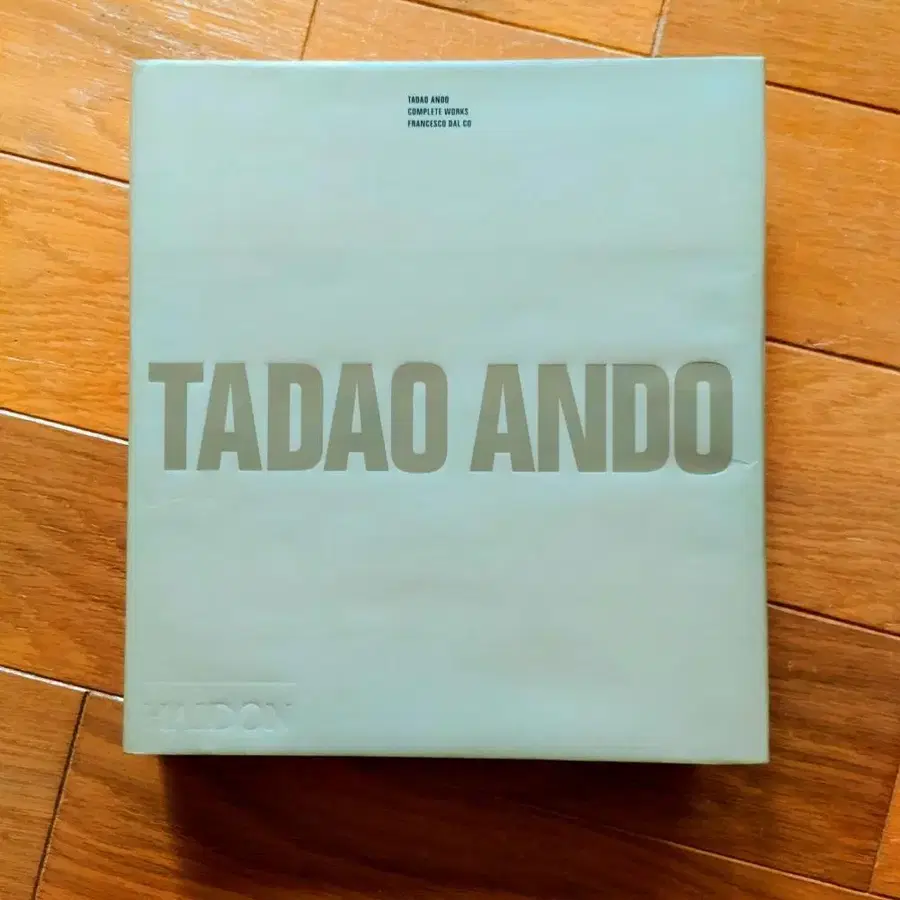 TADAO ANDO
COMPLETE WORKS
FRANCESCO DAL CO
TADAO ANDO
PHAIDON